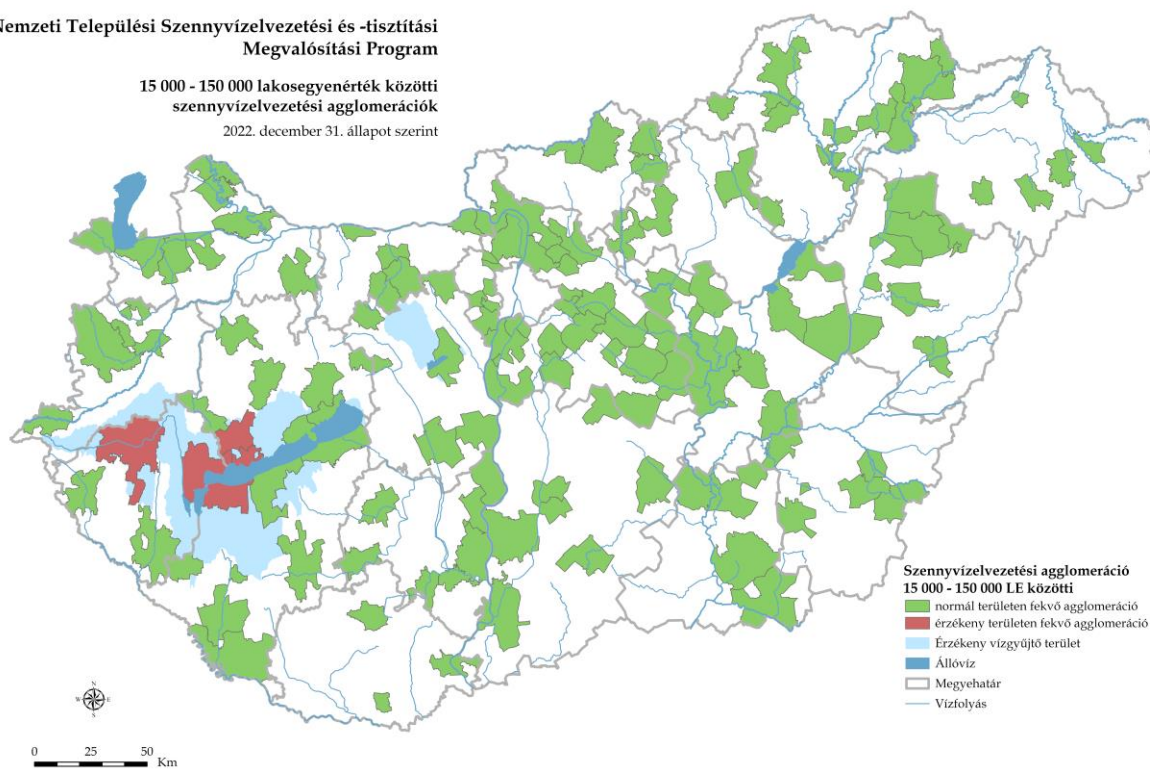 Nemzeti Települési Szennyvízelvezetési és -tisztítási
Megvalósítási Program
15 000 - 150 000 lakosegyenérték közötti
szennyvízelvezetési agglomerációk
2022. december 31. állapot szerint
Szennyvízelvezetési agglomeráció
15 000 - 150 000 LE közötti
normál területen fekvő agglomeráció
érzékeny területen fekvő agglomeráció
Érzékeny vízgyűjtő terület
Állóvíz
Megyehatár
Vízfolyás
N
W E
S
0 25 50
Km